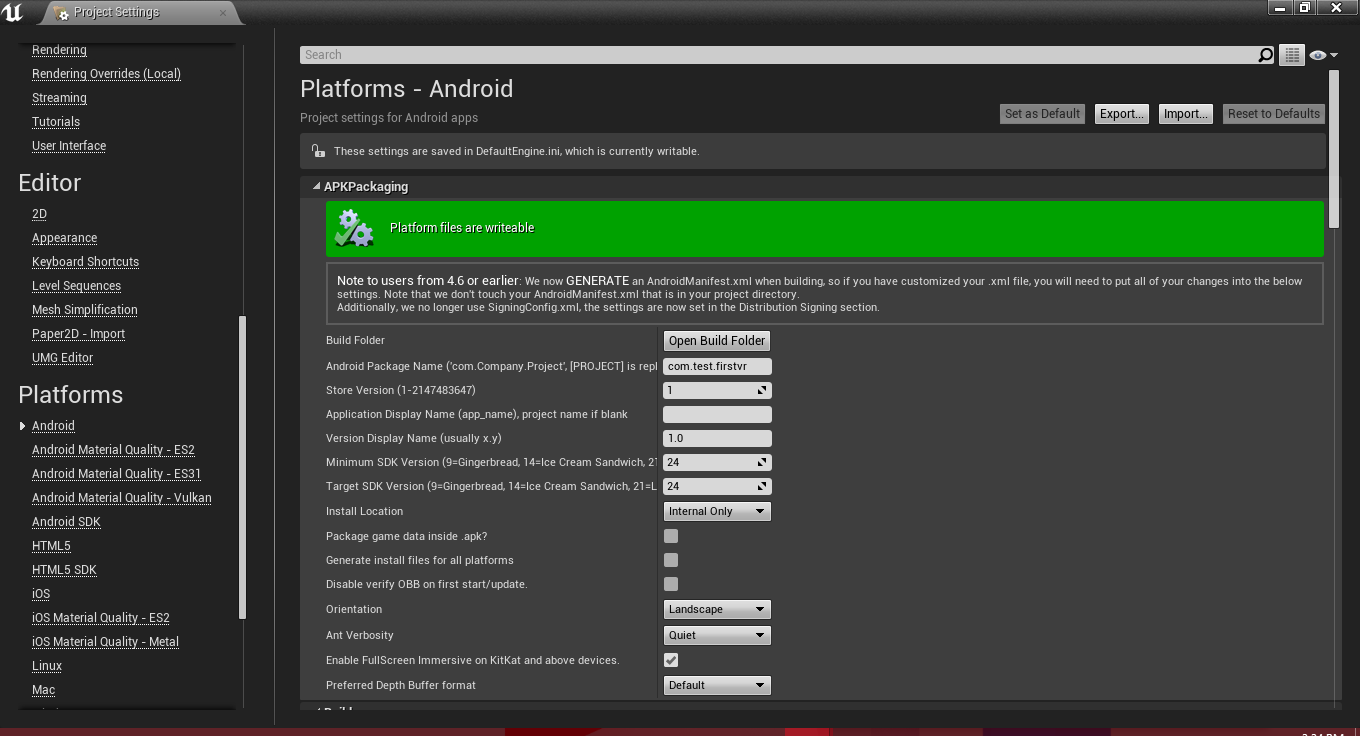 Project Settings
Rendering
Rendering Overrides (Local)
Streaming
Tutorials
User Interface
Editor
2D
Appearance
Keyboard Shortcuts
Level Sequences
Mesh Simplification
Paper2D - Import
UMG Editor
Platforms
Android
Android Material Quality - ES2
Android Material Quality - ES31
Android Material Quality - Vulkan
Android SDK
HTML5
HTML5 SDK
iOS
iOS Material Quality - ES2
iOS Material Quality - Metal
Linux
Mac
Search
Platforms - Android
Project settings for Android apps
Set as Default
Export...
Import...
Reset to Defaults
These settings are saved in DefaultEngine.ini, which is currently writable.
APKPackaging
Platform files are writeable
Note to users from 4.6 or earlier: We now GENERATE an AndroidManifest.xml when building, so if you have customized your .xml file, you will need to put all of your changes into the below
settings. Note that we don't touch your AndroidManifest.xml that is in your project directory.
Additionally, we no longer use SigningConfig.xml, the settings are now set in the Distribution Signing section.
Build Folder
Open Build Folder
Android Package Name ('com.Company.Project', [PROJECT] is repl
com.test.firstvr
Store Version (1-2147483647)
1
Application Display Name (app_name), project name if blank
Version Display Name (usually x.y)
1.0
Minimum SDK Version (9=Gingerbread, 14=Ice Cream Sandwich, 21
24
Target SDK Version (9=Gingerbread, 14=Ice Cream Sandwich, 21=L
24
Install Location
Internal Only
Package game data inside .apk?
Generate install files for all platforms
Disable verify OBB on first start/update.
Orientation
Landscape
Ant Verbosity
Quiet
Enable FullScreen Immersive on KitKat and above devices.
Preferred Depth Buffer format
Default